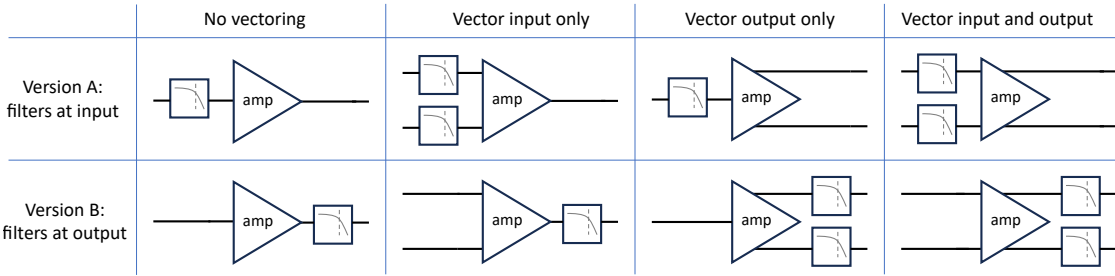 No vectoring
Vector input only
Vector output only
Vector input and output
Version A:
filters at input
amp
amp
amp
amp
Version B:
filters at output
amp
amp
amp
amp